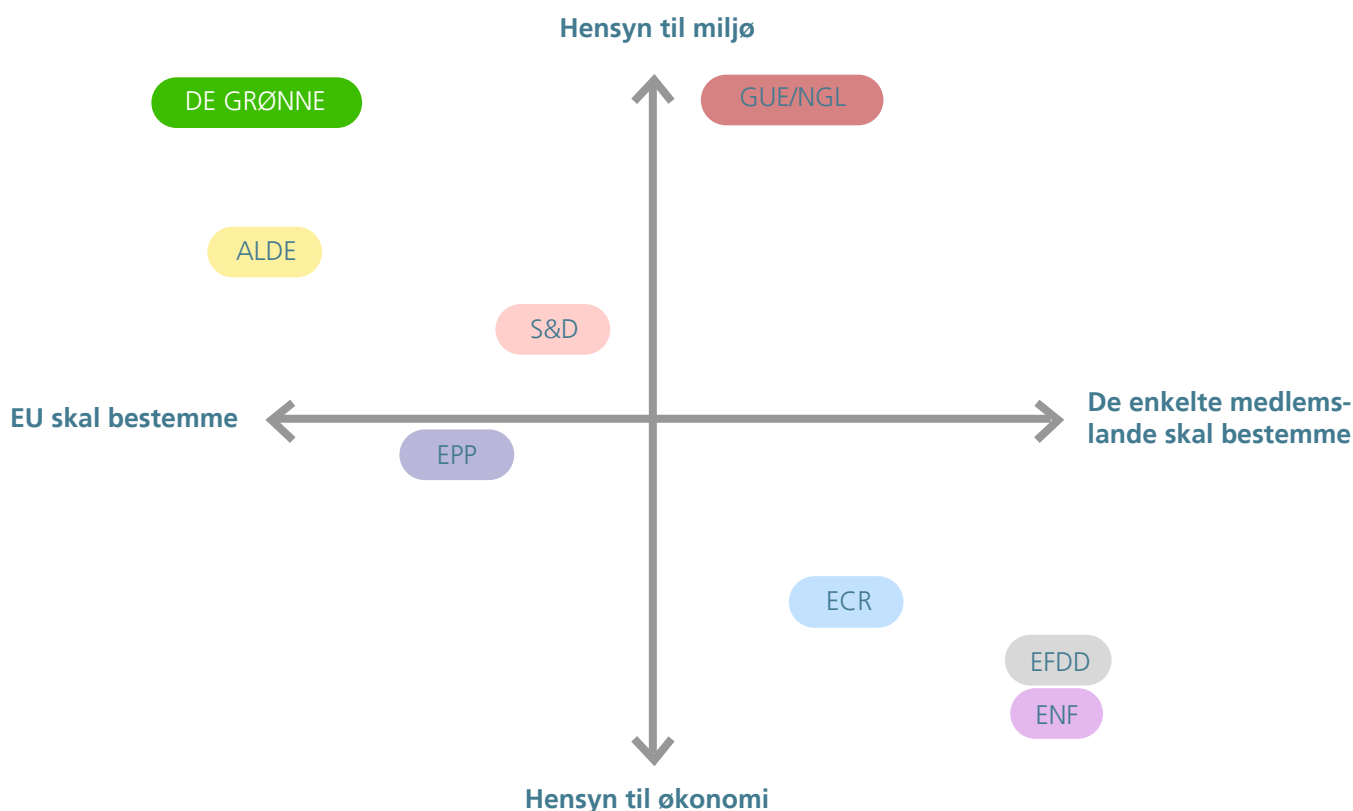 Hensyn til miljø
DE GRØNNE
GUE/NGL
ALDE
S&D
EU skal bestemme
De enkelte medlems-
lande skal bestemme
EPP
ECR
EFDD
ENF
Hensyn til økonomi